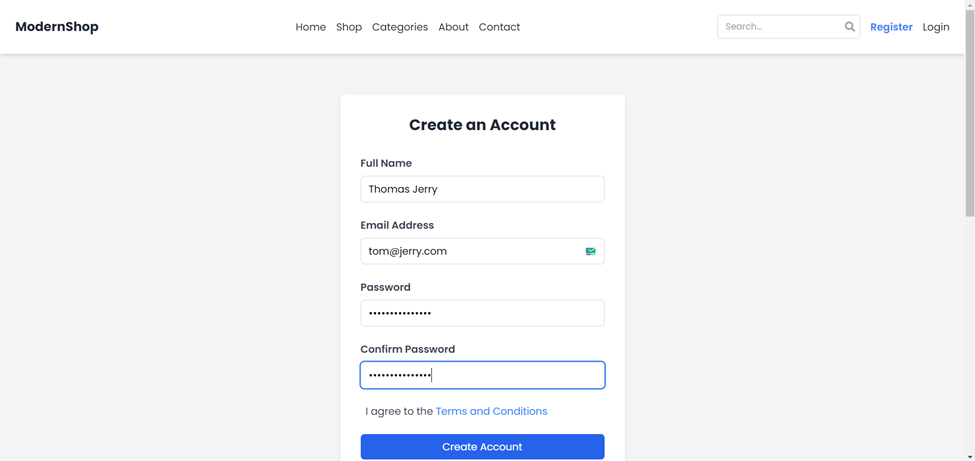 ModernShop Home Shop Categories About Contact Search... Register Login
Create an Account
Full Name
Thomas Jerry
Email Address
tom@jerry.com
Password
•••••••••••••••
Confirm Password
•••••••••••••••
I agree to the Terms and Conditions
Create Account